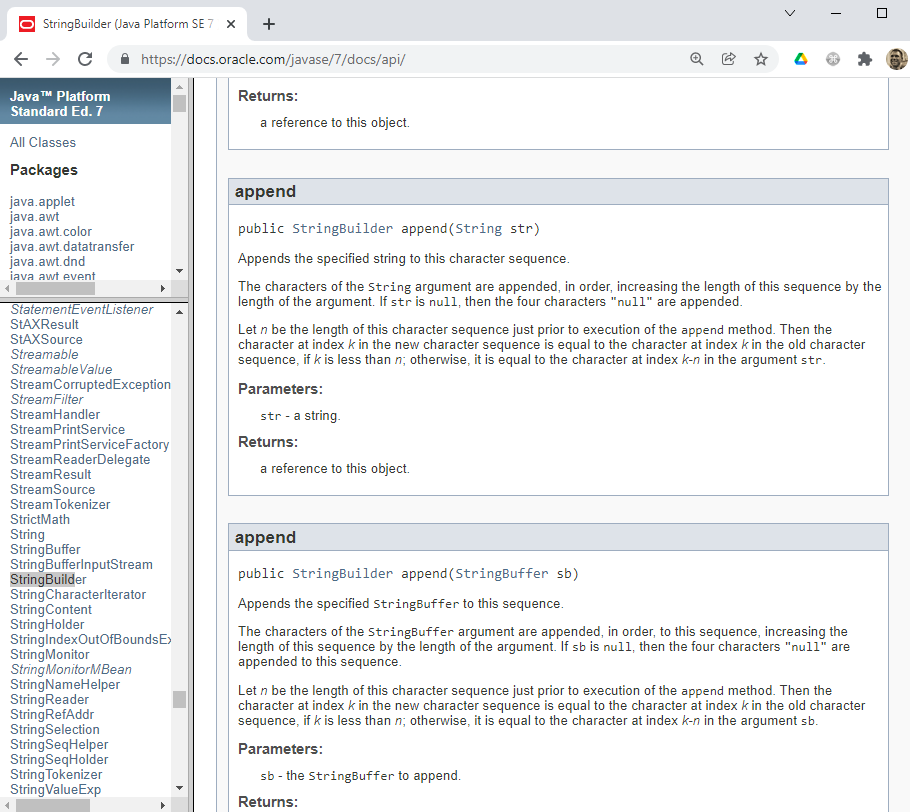 StringBuilder (Java Platform SE 7
https://docs.oracle.com/javase/7/docs/api/
Java™ Platform
Standard Ed. 7
All Classes
Packages
java.applet
java.awt
java.awt.color
java.awt.datatransfer
java.awt.dnd
java.awt.event
StatementEventListener
StAXResult
StAXSource
Streamable
StreamableValue
StreamCorruptedException
StreamFilter
StreamHandler
StreamPrintService
StreamPrintServiceFactory
StreamReaderDelegate
StreamResult
StreamSource
StreamTokenizer
StrictMath
String
StringBuffer
StringBufferInputStream
StringBuilder
StringCharacterIterator
StringContent
StringHolder
StringIndexOutOfBoundsEx
StringMonitor
StringMonitorMBean
StringNameHelper
StringReader
StringRefAddr
StringSelection
StringSeqHelper
StringSeqHolder
StringTokenizer
StringValueExp
Returns:
a reference to this object.
append
public StringBuilder append(String str)
Appends the specified string to this character sequence.
The characters of the String argument are appended, in order, increasing the length of this sequence by the
length of the argument. If str is null, then the four characters "null" are appended.
Let n be the length of this character sequence just prior to execution of the append method. Then the
character at index k in the new character sequence is equal to the character at index k in the old character
sequence, if k is less than n; otherwise, it is equal to the character at index k-n in the argument str.
Parameters:
str - a string.
Returns:
a reference to this object.
append
public StringBuilder append(StringBuffer sb)
Appends the specified StringBuffer to this sequence.
The characters of the StringBuffer argument are appended, in order, to this sequence, increasing the
length of this sequence by the length of the argument. If sb is null, then the four characters "null" are
appended to this sequence.
Let n be the length of this character sequence just prior to execution of the append method. Then the
character at index k in the new character sequence is equal to the character at index k in the old character
sequence, if k is less than n; otherwise, it is equal to the character at index k-n in the argument sb.
Parameters:
sb - the StringBuffer to append.
Returns: